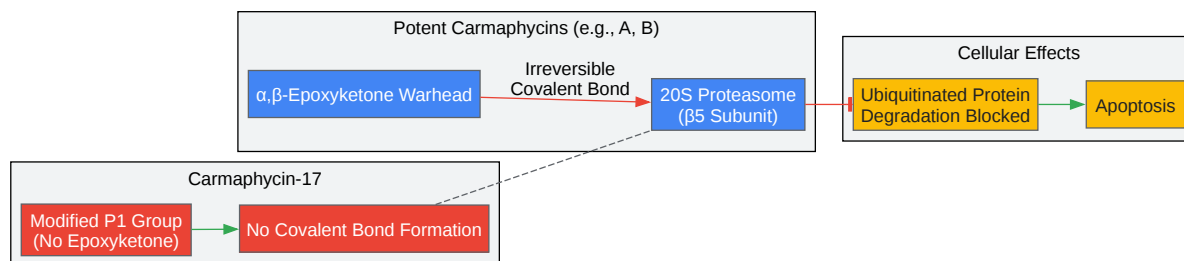 Potent Carmaphycins (e.g., A, B)
α,β-Epoxyketone Warhead
Irreversible
Covalent Bond
20S Proteasome
(β5 Subunit)
Cellular Effects
Ubiquitinated Protein
Degradation Blocked
Apoptosis
Carmaphycin-17
Modified P1 Group
(No Epoxyketone)
No Covalent Bond Formation